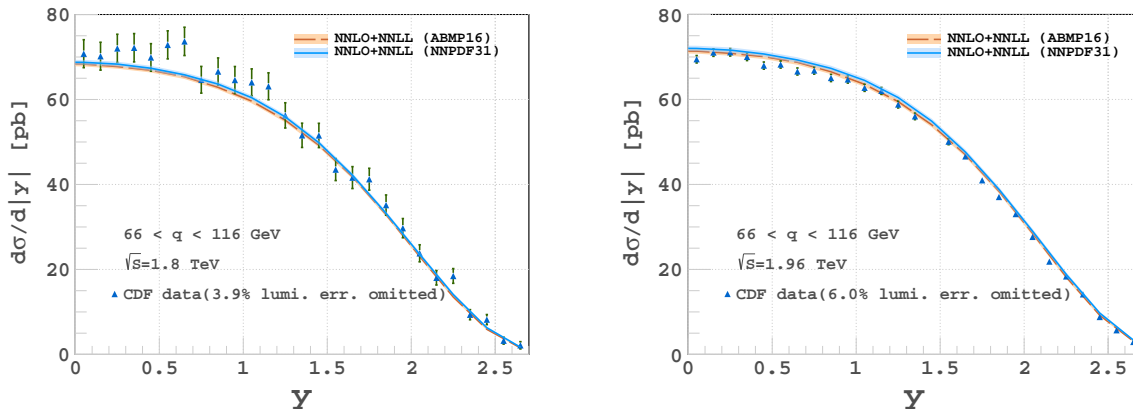 80
60
40
20
0
dσ/d|y| [pb]
NNLO+NNLL (ABMP16)
NNLO+NNLL (NNPDF31)
66 < q < 116 GeV
√S=1.8 TeV
CDF data(3.9% lumi. err. omitted)
0 0.5 1 1.5 2 2.5
y
80
60
40
20
0
dσ/d|y| [pb]
NNLO+NNLL (ABMP16)
NNLO+NNLL (NNPDF31)
66 < q < 116 GeV
√S=1.96 TeV
CDF data(6.0% lumi. err. omitted)
0 0.5 1 1.5 2 2.5
y